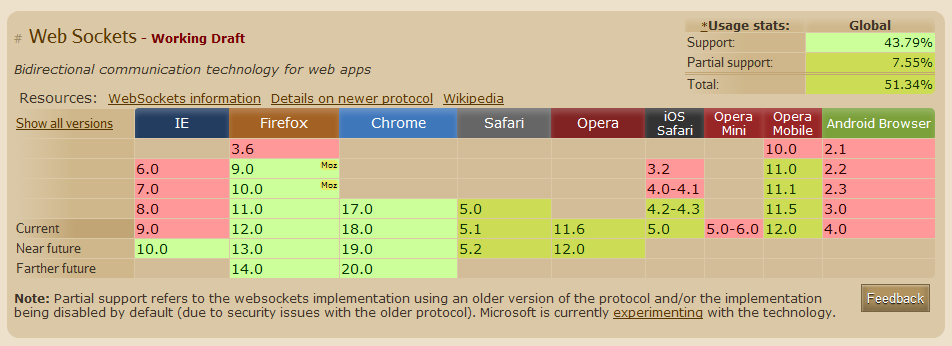 # Web Sockets - Working Draft
*Usage stats: Global
Support: 43.79%
Partial support: 7.55%
Total: 51.34%
Bidirectional communication technology for web apps
Resources: WebSockets information Details on newer protocol Wikipedia
Show all versions IE Firefox Chrome Safari Opera iOS Safari Opera Mini Opera Mobile Android Browser
3.6 10.0 2.1
6.0 9.0 Moz 3.2 11.0 2.2
7.0 10.0 Moz 4.0-4.1 11.1 2.3
8.0 11.0 17.0 5.0 4.2-4.3 11.5 3.0
Current 9.0 12.0 18.0 5.1 11.6 5.0 5.0-6.0 12.0 4.0
Near future 10.0 13.0 19.0 5.2 12.0
Farther future 14.0 20.0
Note: Partial support refers to the websockets implementation using an older version of the protocol and/or the implementation
being disabled by default (due to security issues with the older protocol). Microsoft is currently experimenting with the technology.
Feedback